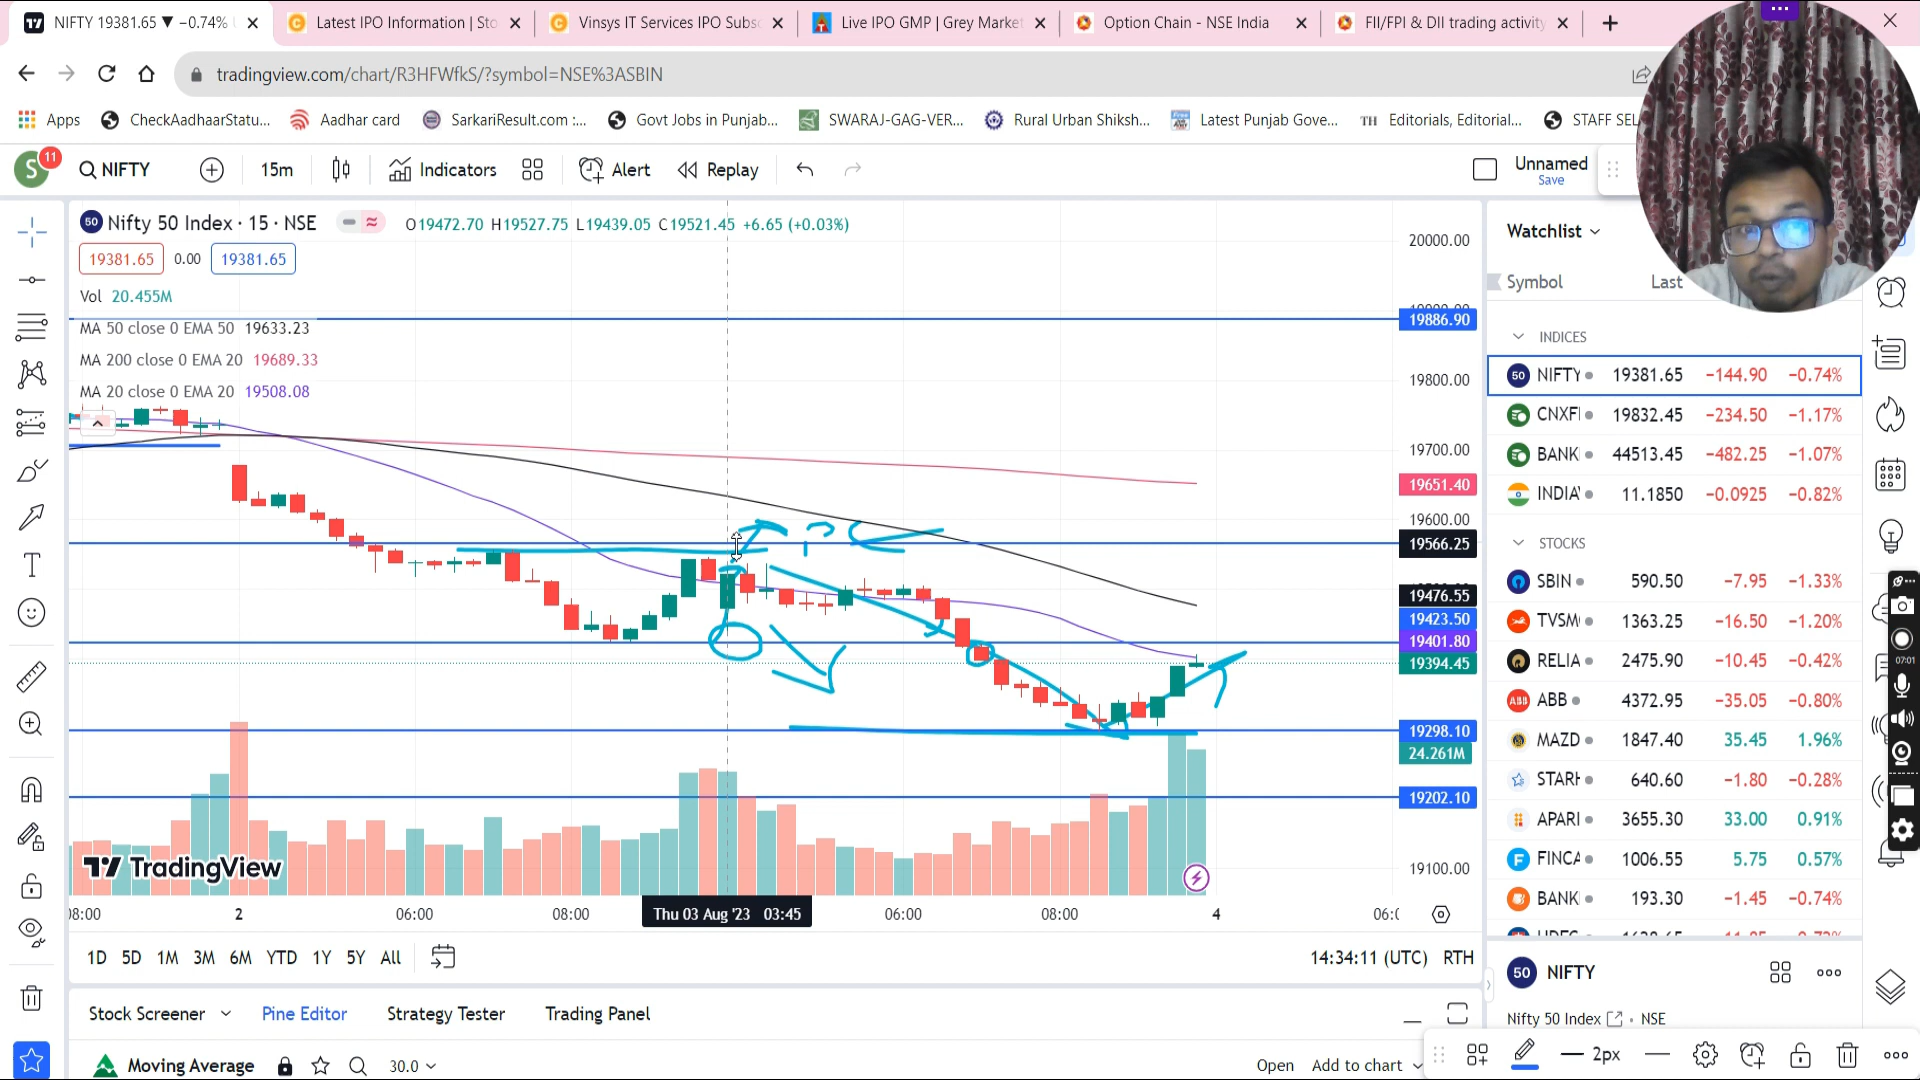 NIFTY 19381.65 ▼ −0.74%
Latest IPO Information | Sto
Vinsys IT Services IPO Subs
Live IPO GMP | Grey Market
Option Chain - NSE India
FII/FPI & DII trading activity
tradingview.com/chart/R3HFWfkS/?symbol=NSE%3ASBIN
Apps
CheckAadhaarStatu...
Aadhar card
SarkariResult.com :...
Govt Jobs in Punjab...
SWARAJ-GAG-VER...
Rural Urban Shiksh...
Latest Punjab Gove...
TH Editorials, Editorial...
STAFF SEL
S 11
NIFTY
15m
Indicators
Alert
Replay
Unnamed
Save
50 Nifty 50 Index · 15 · NSE
O19472.70 H19527.75 L19439.05 C19521.45 +6.65 (+0.03%)
19381.65 0.00 19381.65
Vol 20.455M
MA 50 close 0 EMA 50 19633.23
MA 200 close 0 EMA 20 19689.33
MA 20 close 0 EMA 20 19508.08
20000.00
19886.90
19800.00
19700.00
19651.40
19600.00
19566.25
19476.55
19423.50
19401.80
19394.45
19298.10
24.261M
19202.10
19100.00
?
TradingView
2
06:00
08:00
Thu 03 Aug '23 03:45
06:00
08:00
4
1D 5D 1M 3M 6M YTD 1Y 5Y All
14:34:11 (UTC) RTH
Stock Screener
Pine Editor
Strategy Tester
Trading Panel
Moving Average
30.0
Open
Add to chart
Watchlist
Symbol Last
INDICES
50 NIFTY 19381.65 −144.90 −0.74%
CNXFI 19832.45 −234.50 −1.17%
BANK 44513.45 −482.25 −1.07%
INDIA 11.1850 −0.0925 −0.82%
STOCKS
SBIN 590.50 −7.95 −1.33%
TVSM 1363.25 −16.50 −1.20%
RELIA 2475.90 −10.45 −0.42%
ABB ABB 4372.95 −35.05 −0.80%
MAZD 1847.40 35.45 1.96%
STARH 640.60 −1.80 −0.28%
APARI 3655.30 33.00 0.91%
FINCA 1006.55 5.75 0.57%
BANK 193.30 −1.45 −0.74%
50 NIFTY
Nifty 50 Index · NSE
2px
07:01